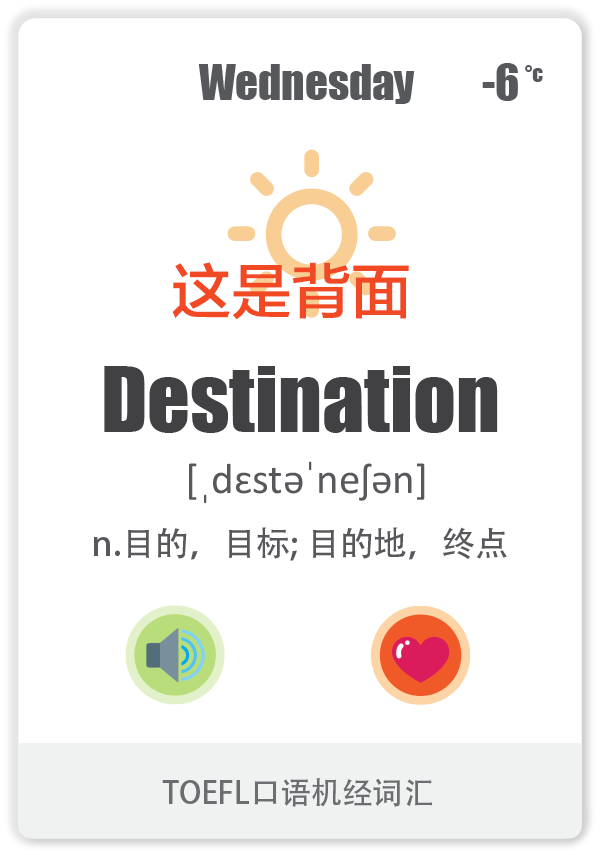 Wednesday -6 °c
这是背面
Destination
[ˌdɛstəˈneʃən]
n.目的， 目标; 目的地， 终点
TOEFL口语机经词汇